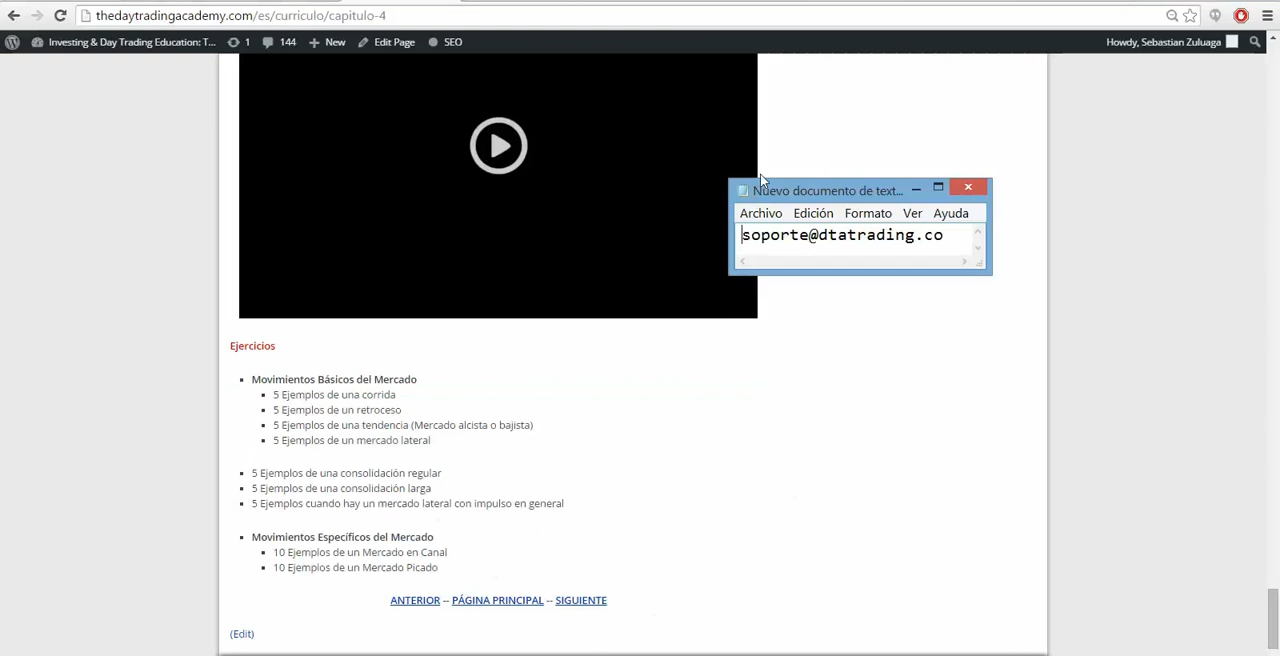 thedaytradingacademy.com/es/curriculo/capitulo-4
Investing & Day Trading Education: T... 1 144 New Edit Page SEO Howdy, Sebastian Zuluaga
Nuevo documento de text...
Archivo Edición Formato Ver Ayuda
soporte@dtatrading.co
Ejercicios
Movimientos Básicos del Mercado
5 Ejemplos de una corrida
5 Ejemplos de un retroceso
5 Ejemplos de una tendencia (Mercado alcista o bajista)
5 Ejemplos de un mercado lateral
5 Ejemplos de una consolidación regular
5 Ejemplos de una consolidación larga
5 Ejemplos cuando hay un mercado lateral con impulso en general
Movimientos Específicos del Mercado
10 Ejemplos de un Mercado en Canal
10 Ejemplos de un Mercado Picado
ANTERIOR -- PÁGINA PRINCIPAL -- SIGUIENTE
(Edit)